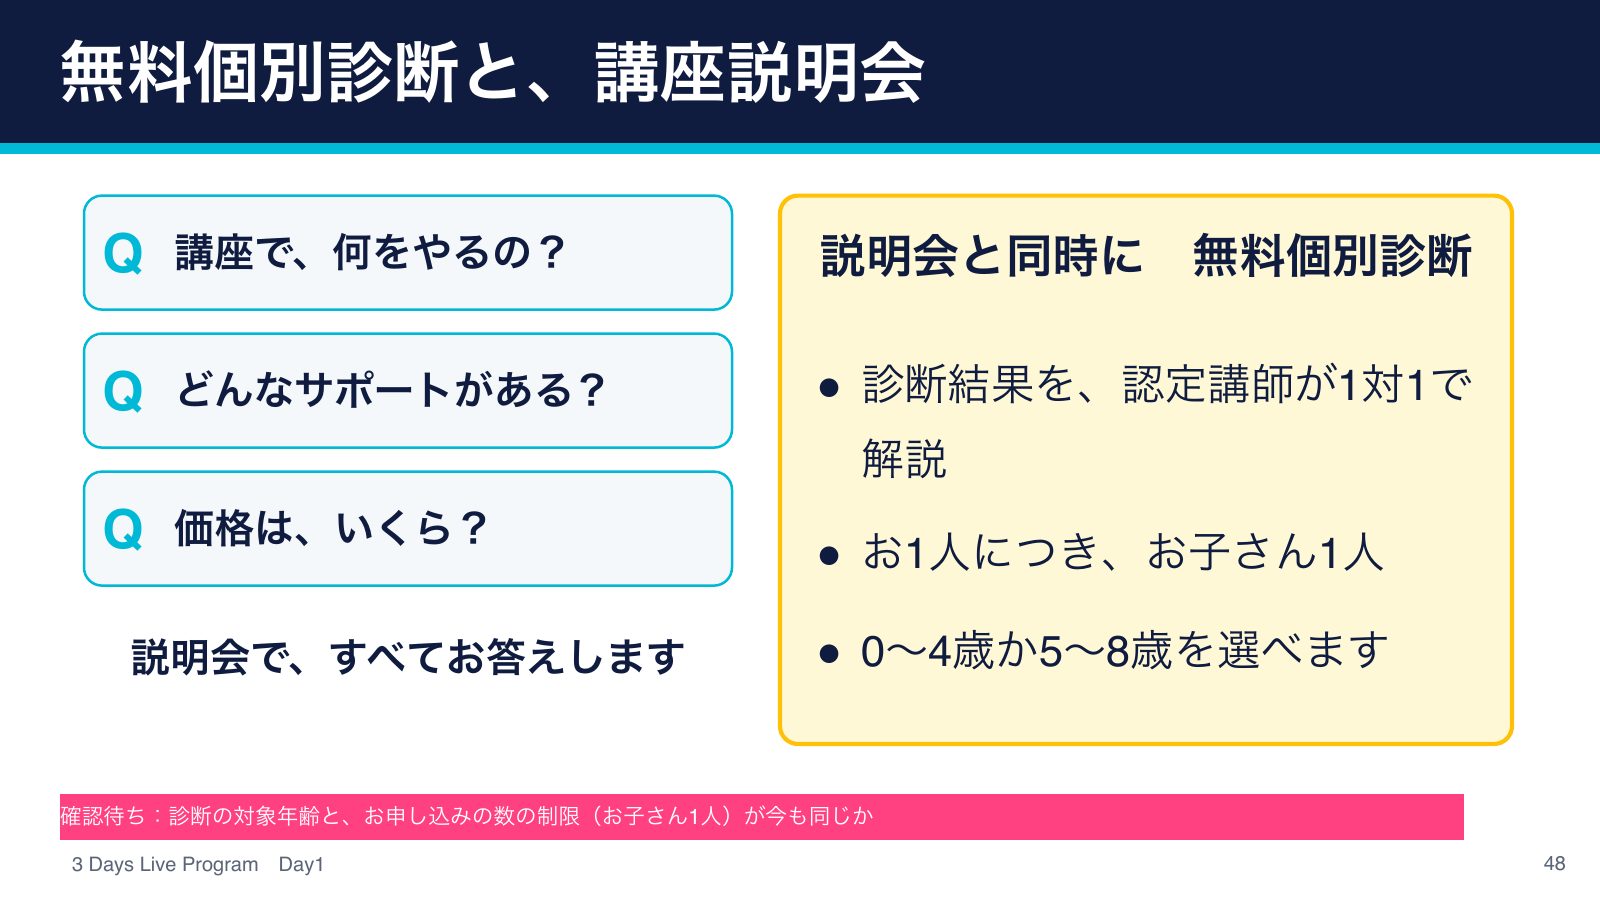 無料個別診断と、講座説明会
Q 講座で、何をやるの？
Q どんなサポートがある？
Q 価格は、いくら？
説明会で、すべてお答えします
説明会と同時に　無料個別診断
● 診断結果を、認定講師が1対1で
解説
● お1人につき、お子さん1人
● 0〜4歳か5〜8歳を選べます
確認待ち：診断の対象年齢と、お申し込みの数の制限（お子さん1人）が今も同じか
3 Days Live Program　Day1
48